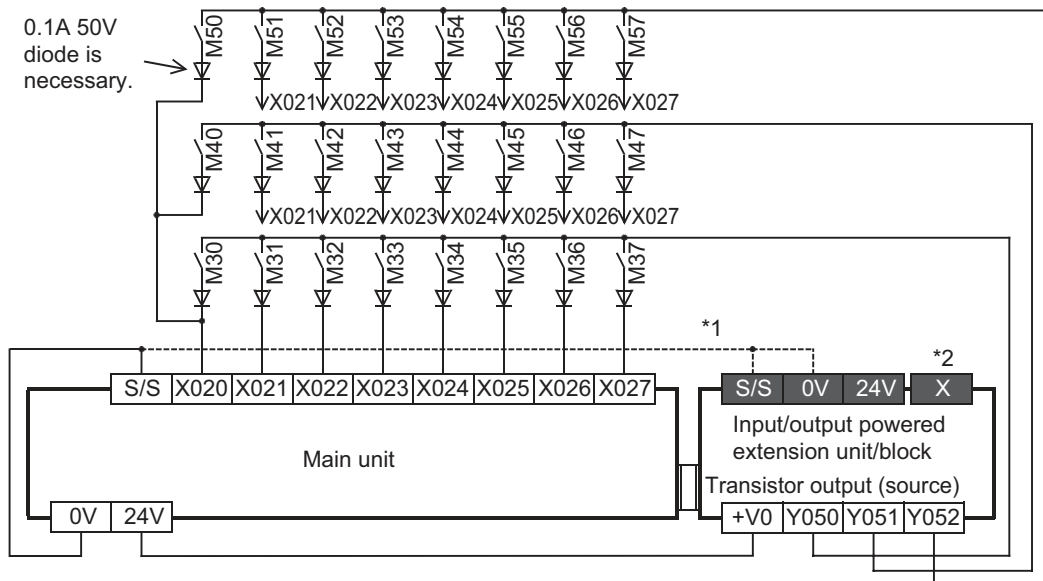 0.1A 50V
diode is
necessary.
M50 M51 M52 M53 M54 M55 M56 M57
X021 X022 X023 X024 X025 X026 X027
M40 M41 M42 M43 M44 M45 M46 M47
X021 X022 X023 X024 X025 X026 X027
M30 M31 M32 M33 M34 M35 M36 M37
*1
*2
S/S X020 X021 X022 X023 X024 X025 X026 X027
S/S 0V 24V X
Main unit
Input/output powered
extension unit/block
Transistor output (source)
0V 24V
+V0 Y050 Y051 Y052